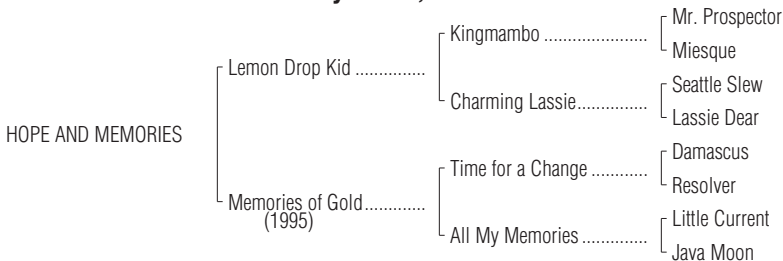 Kingmambo ...................... Mr. Prospector
Miesque
Lemon Drop Kid ...............
Charming Lassie............... Seattle Slew
Lassie Dear
HOPE AND MEMORIES
Time for a Change ............ Damascus
Resolver
Memories of Gold.............
(1995)
All My Memories .............. Little Current
Java Moon